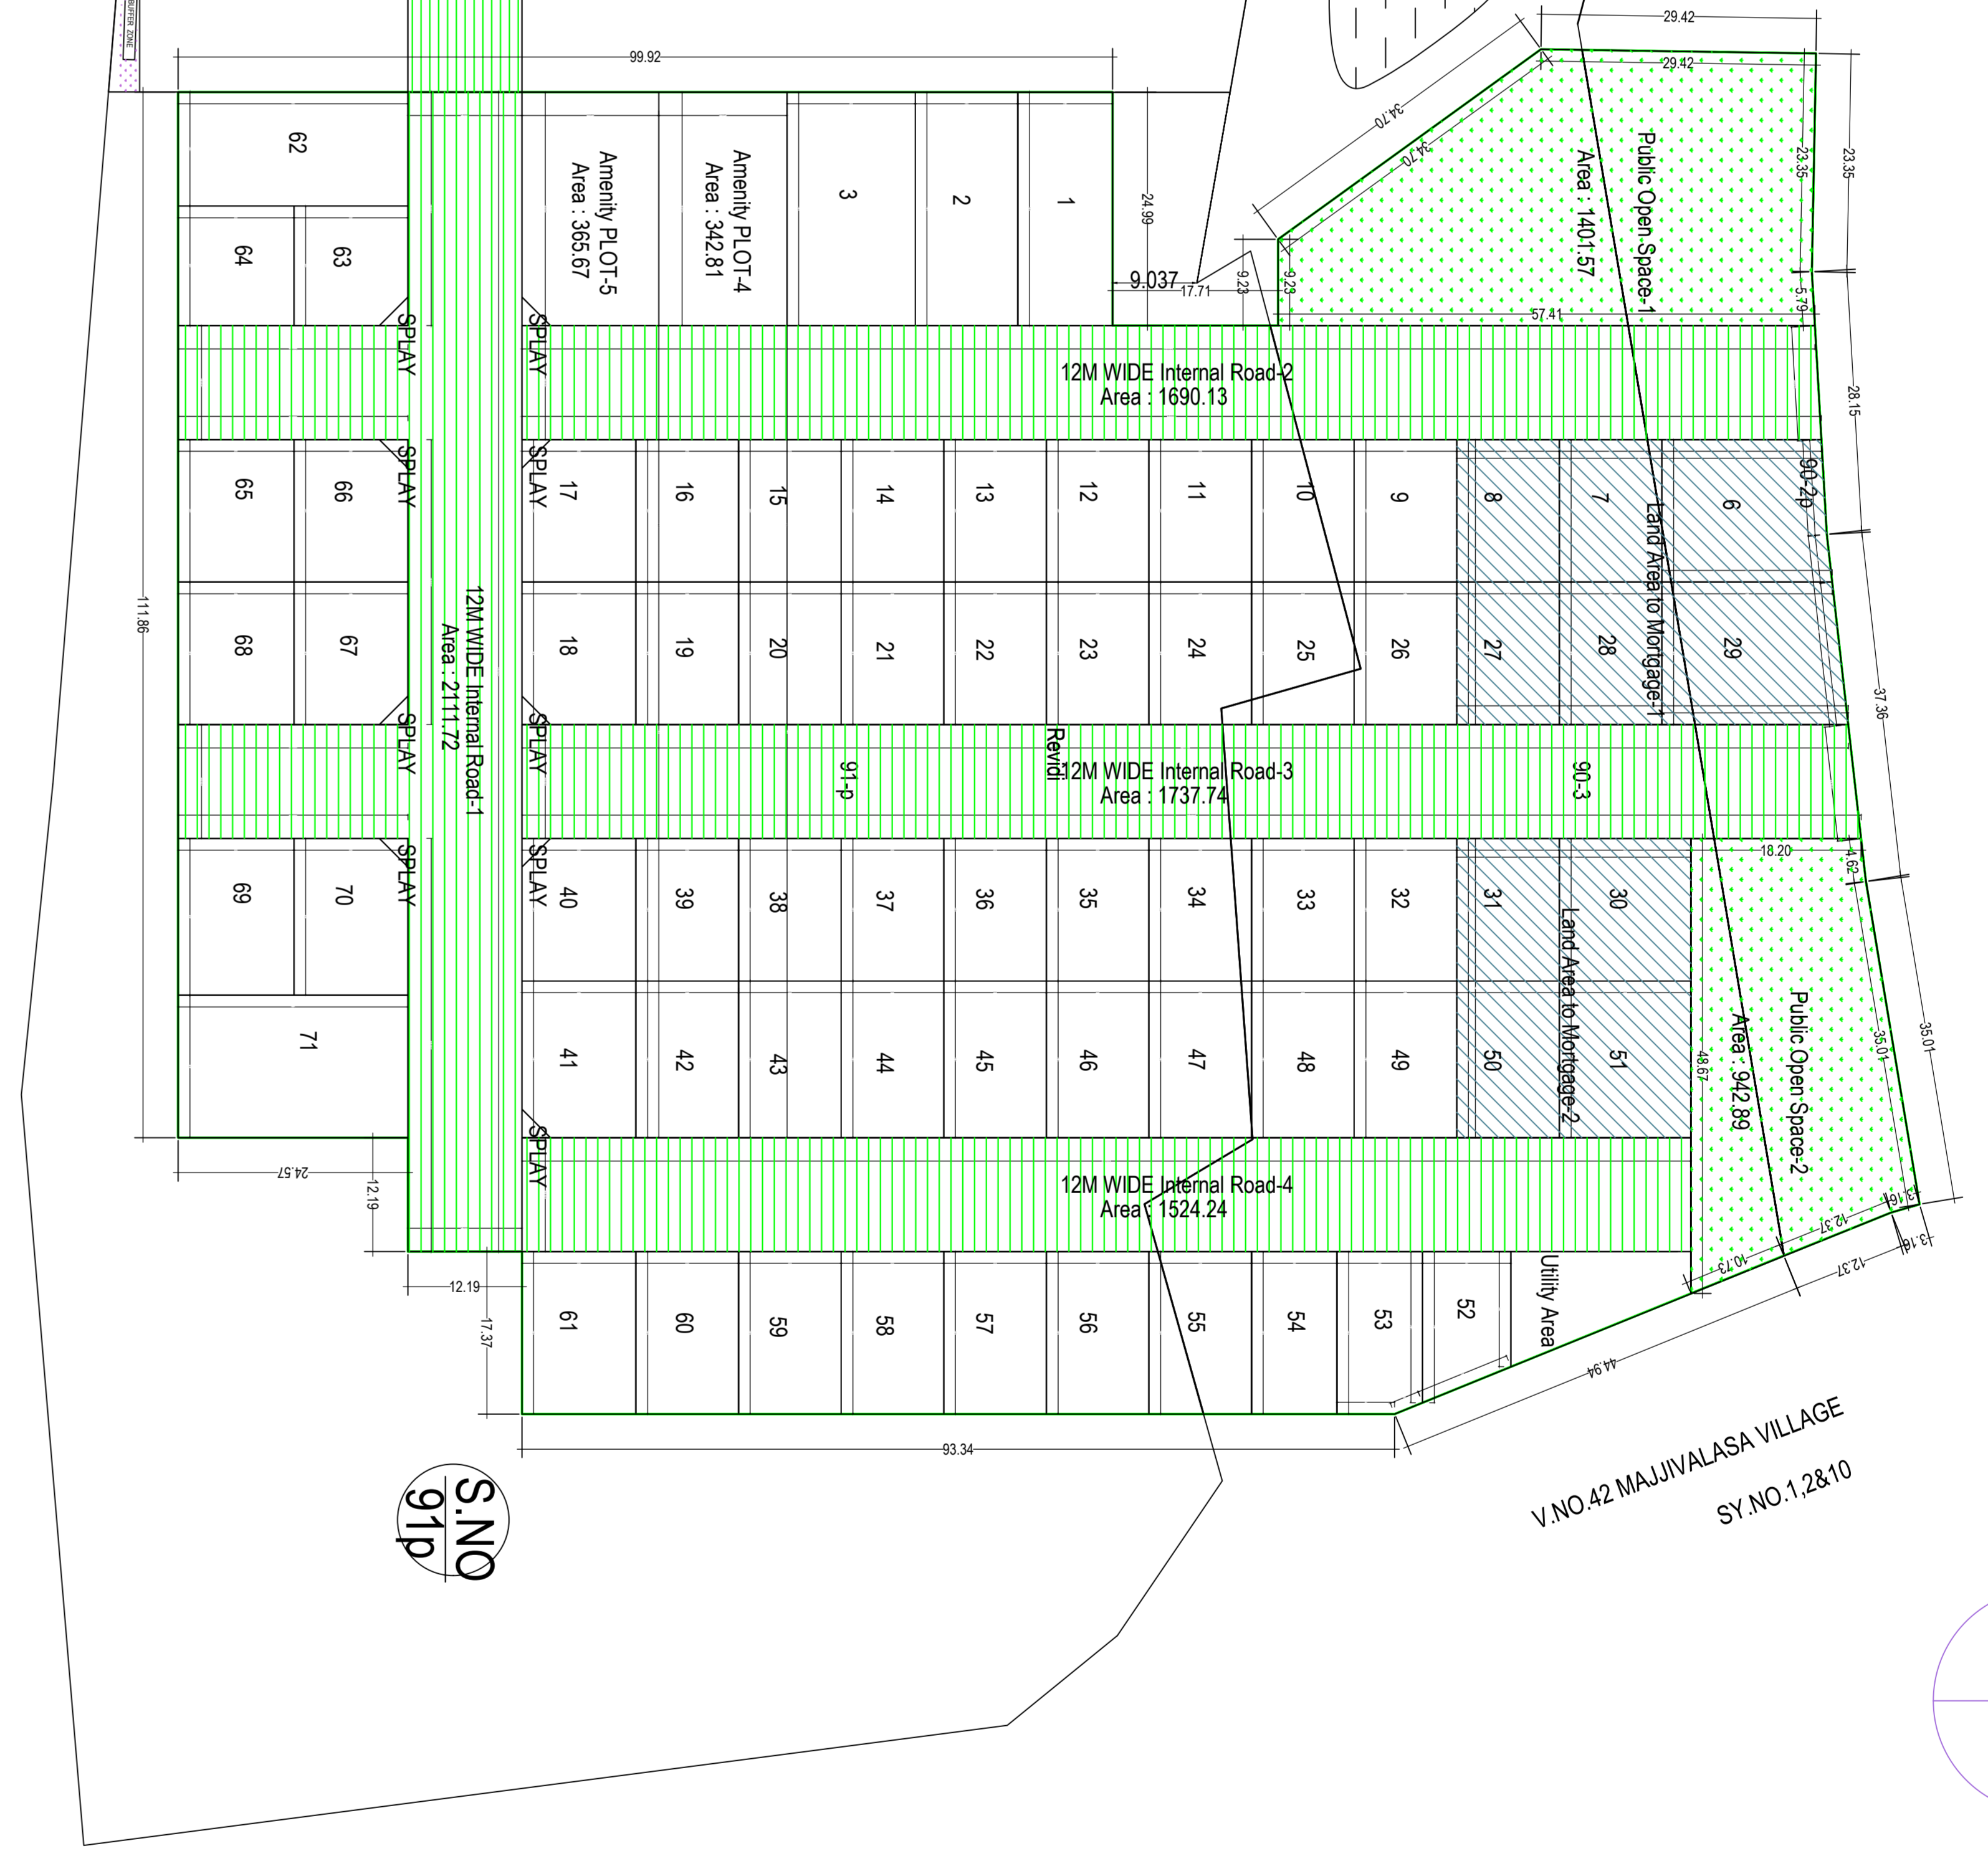 BUFFER ZONE
99.92
29.42
29.42
34.70
34.70
23.35
23.35
Public Open Space-1
Area : 1401.57
62
64
63
Amenity PLOT-5
Area : 365.67
Amenity PLOT-4
Area : 342.81
3
2
1
24.99
9.037
17.71
9.23
9.23
57.41
5.79
SPLAY
SPLAY
12M WIDE Internal Road-2
Area : 1690.13
28.15
SPLAY
SPLAY
65
66
17
16
15
14
13
12
11
10
9
8
7
6
90-2p
Land Area to Mortgage-1
111.86
12M WIDE Internal Road-1
Area : 2111.72
68
67
18
19
20
21
22
23
24
25
26
27
28
29
37.36
SPLAY
SPLAY
91-p
Revidi
12M WIDE Internal Road-3
Area : 1737.74
90-3
SPLAY
SPLAY
18.20
4.62
69
70
40
39
38
37
36
35
34
33
32
31
30
Land Area to Mortgage-2
71
41
42
43
44
45
46
47
48
49
50
51
48.67
Public Open Space-2
Area : 942.89
35.01
35.01
24.57
12.19
SPLAY
12M WIDE Internal Road-4
Area : 1524.24
3.16
12.37
10.73
3.16
12.37
12.19
17.37
61
60
59
58
57
56
55
54
53
52
Utility Area
44.94
93.34
S.NO
91p
V.NO.42 MAJJIVALASA VILLAGE
SY.NO.1,2&10